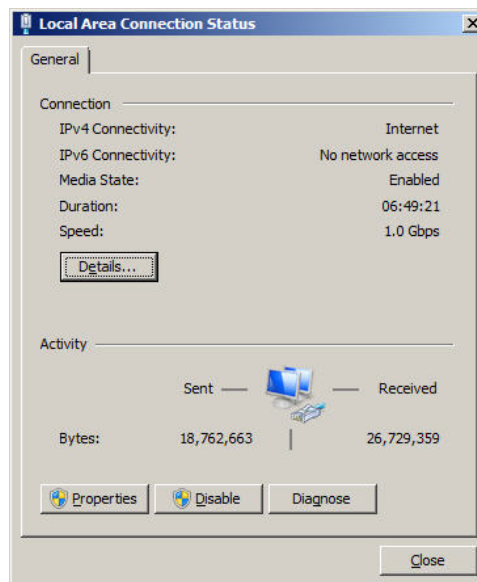 Local Area Connection Status
General
Connection
IPv4 Connectivity: Internet
IPv6 Connectivity: No network access
Media State: Enabled
Duration: 06:49:21
Speed: 1.0 Gbps
Details...
Activity
Sent Received
Bytes: 18,762,663 26,729,359
Properties Disable Diagnose
Close